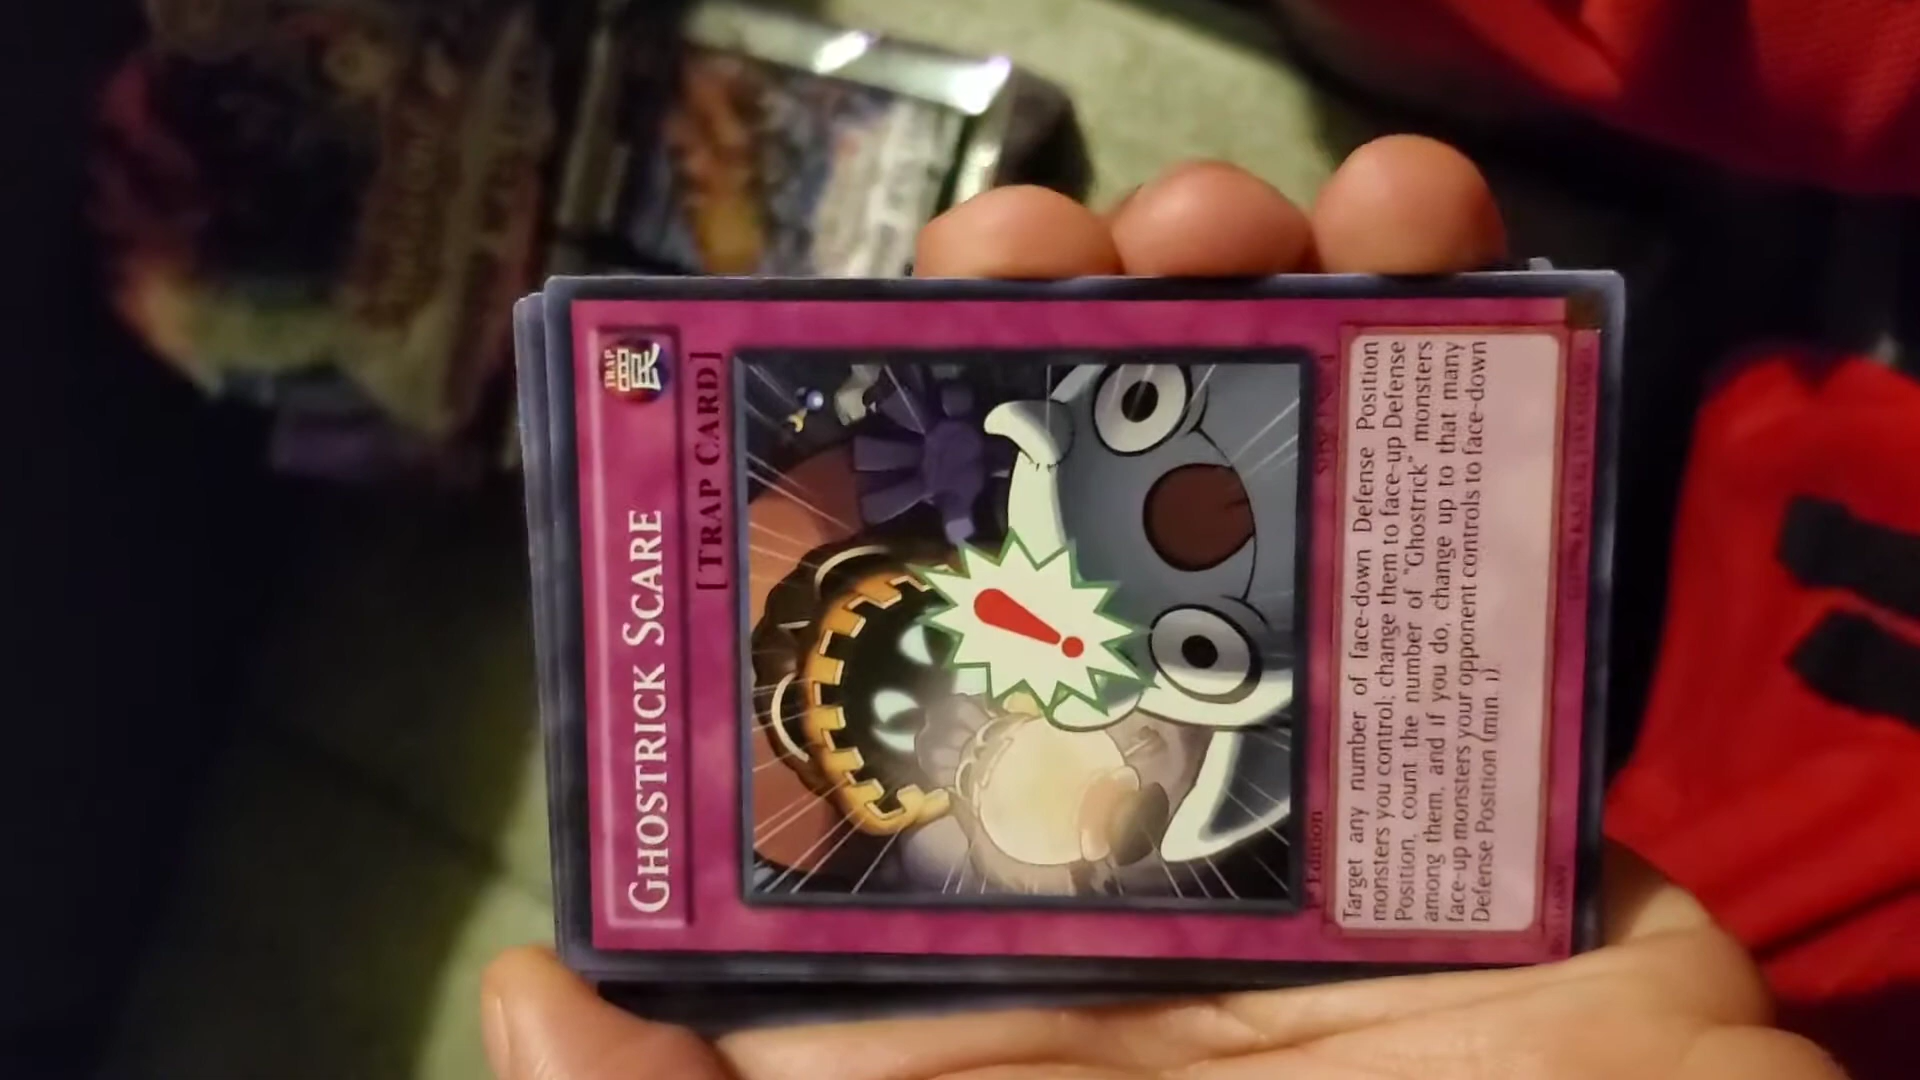 GHOSTRICK SCARE
TRAP
罠
[TRAP CARD]
Edition
Target any number of face-down Defense Position
monsters you control; change them to face-up Defense
Position, count the number of "Ghostrick" monsters
among them, and if you do, change up to that many
face-up monsters your opponent controls to face-down
Defense Position (min. 1).